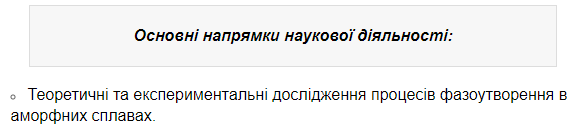 Основні напрямки наукової діяльності:
Теоретичні та експериментальні дослідження процесів фазоутворення в
аморфних сплавах.